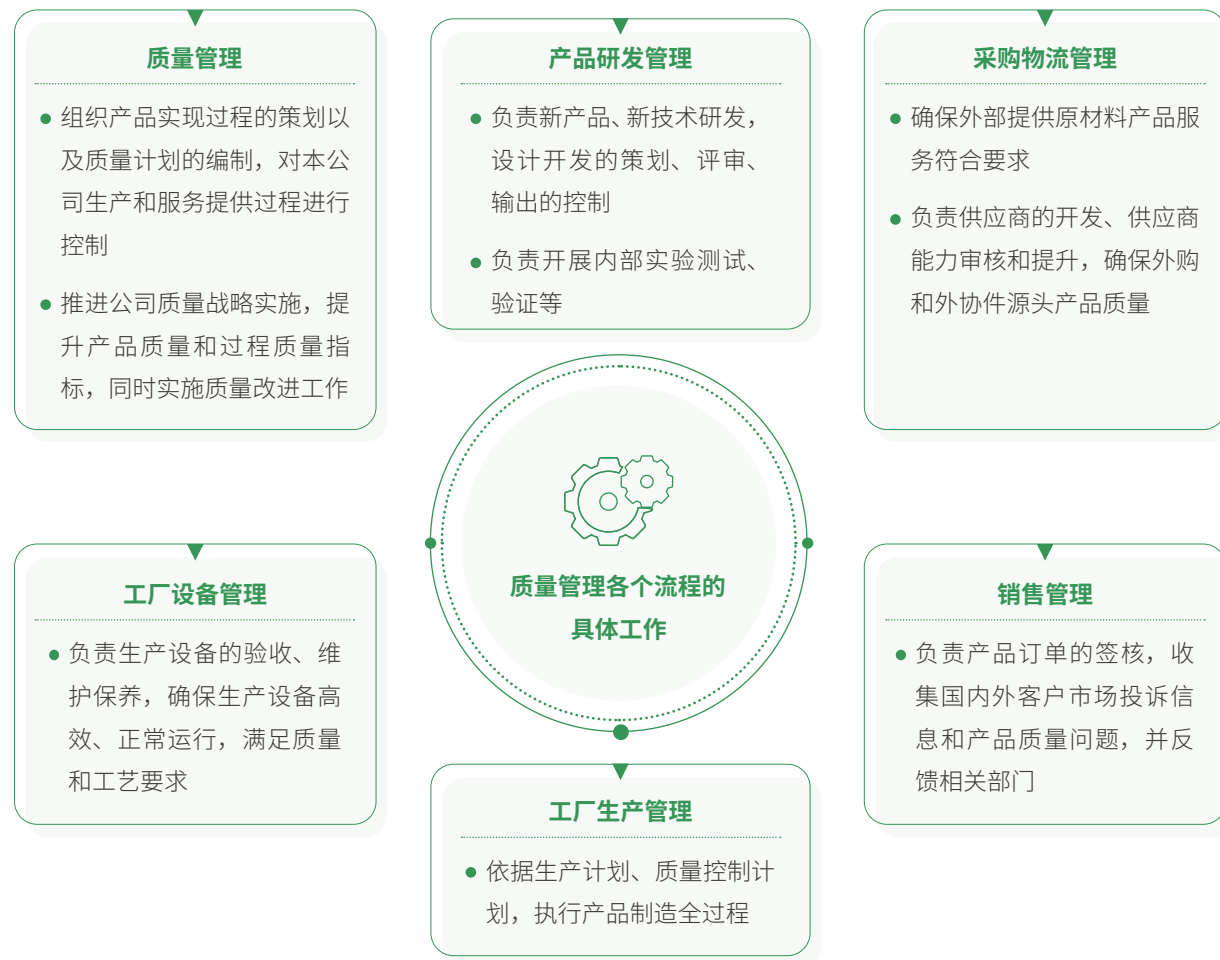 质量管理
组织产品实现过程的策划以
及质量计划的编制，对本公
司生产和服务提供过程进行
控制
推进公司质量战略实施，提
升产品质量和过程质量指
标，同时实施质量改进工作
产品研发管理
负责新产品、新技术研发，
设计开发的策划、评审、
输出的控制
负责开展内部实验测试、
验证等
采购物流管理
确保外部提供原材料产品服
务符合要求
负责供应商的开发、供应商
能力审核和提升，确保外购
和外协件源头产品质量
质量管理各个流程的
具体工作
工厂设备管理
负责生产设备的验收、维
护保养，确保生产设备高
效、正常运行，满足质量
和工艺要求
工厂生产管理
依据生产计划、质量控制计
划，执行产品制造全过程
销售管理
负责产品订单的签核，收
集国内外客户市场投诉信
息和产品质量问题，并反
馈相关部门